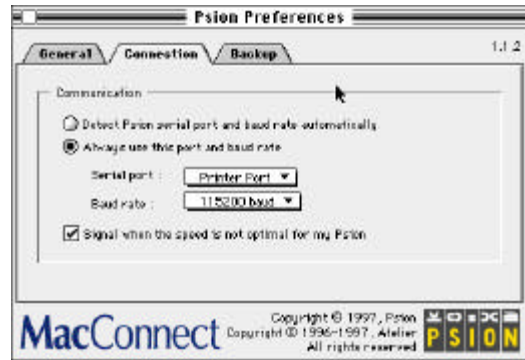 Psion Preferences
General Connection Backup
1.1.2
Communication
Detect Psion serial port and baud rate automatically
Always use this port and baud rate
Serial port : Printer Port
Baud rate : 115200 baud
Signal when the speed is not optimal for my Psion
MacConnect
Copyright © 1997, Psion
Copyright © 1996-1997, Atelier
All rights reserved
PSION